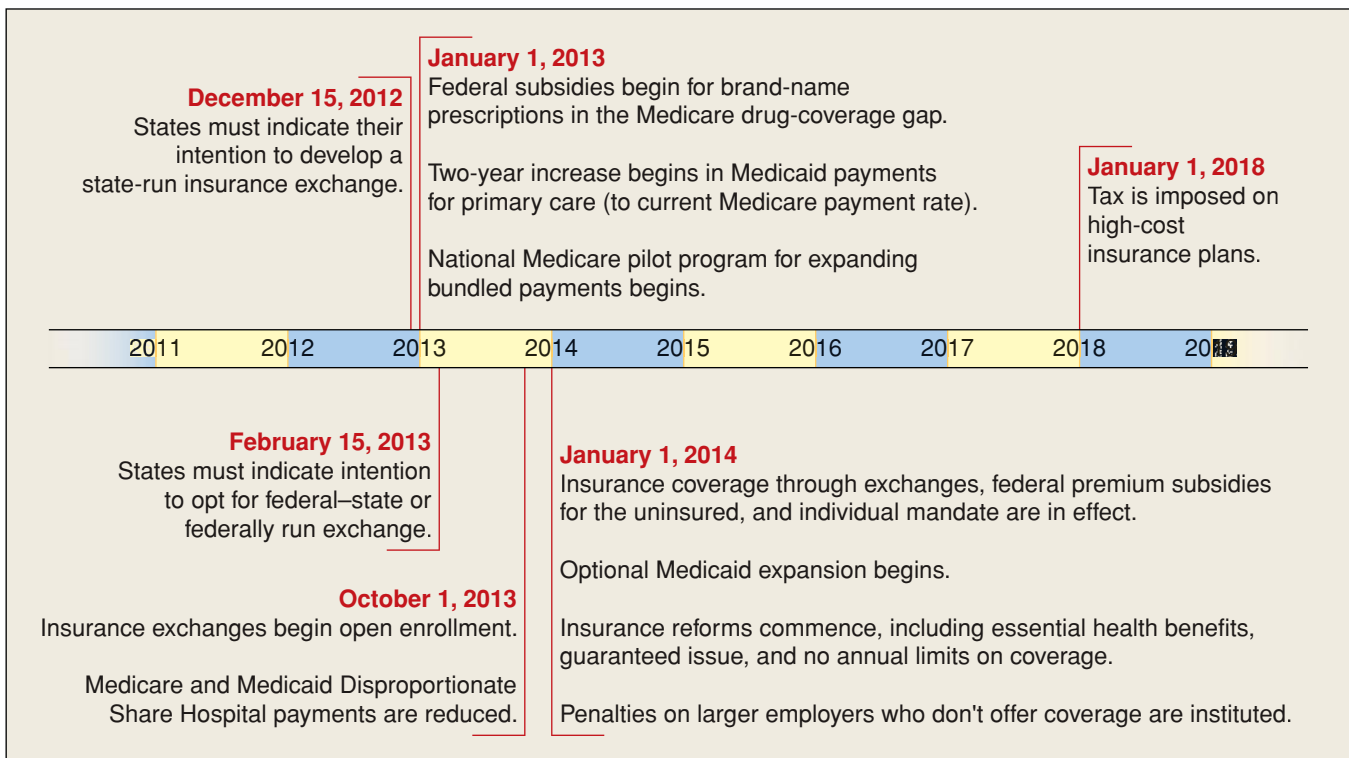 January 1, 2013
Federal subsidies begin for brand-name
prescriptions in the Medicare drug-coverage gap.
Two-year increase begins in Medicaid payments
for primary care (to current Medicare payment rate).
National Medicare pilot program for expanding
bundled payments begins.
December 15, 2012
States must indicate their
intention to develop a
state-run insurance exchange.
January 1, 2018
Tax is imposed on
high-cost
insurance plans.
2011 2012 2013 2014 2015 2016 2017 2018
February 15, 2013
States must indicate intention
to opt for federal–state or
federally run exchange.
October 1, 2013
Insurance exchanges begin open enrollment.
Medicare and Medicaid Disproportionate
Share Hospital payments are reduced.
January 1, 2014
Insurance coverage through exchanges, federal premium subsidies
for the uninsured, and individual mandate are in effect.
Optional Medicaid expansion begins.
Insurance reforms commence, including essential health benefits,
guaranteed issue, and no annual limits on coverage.
Penalties on larger employers who don't offer coverage are instituted.